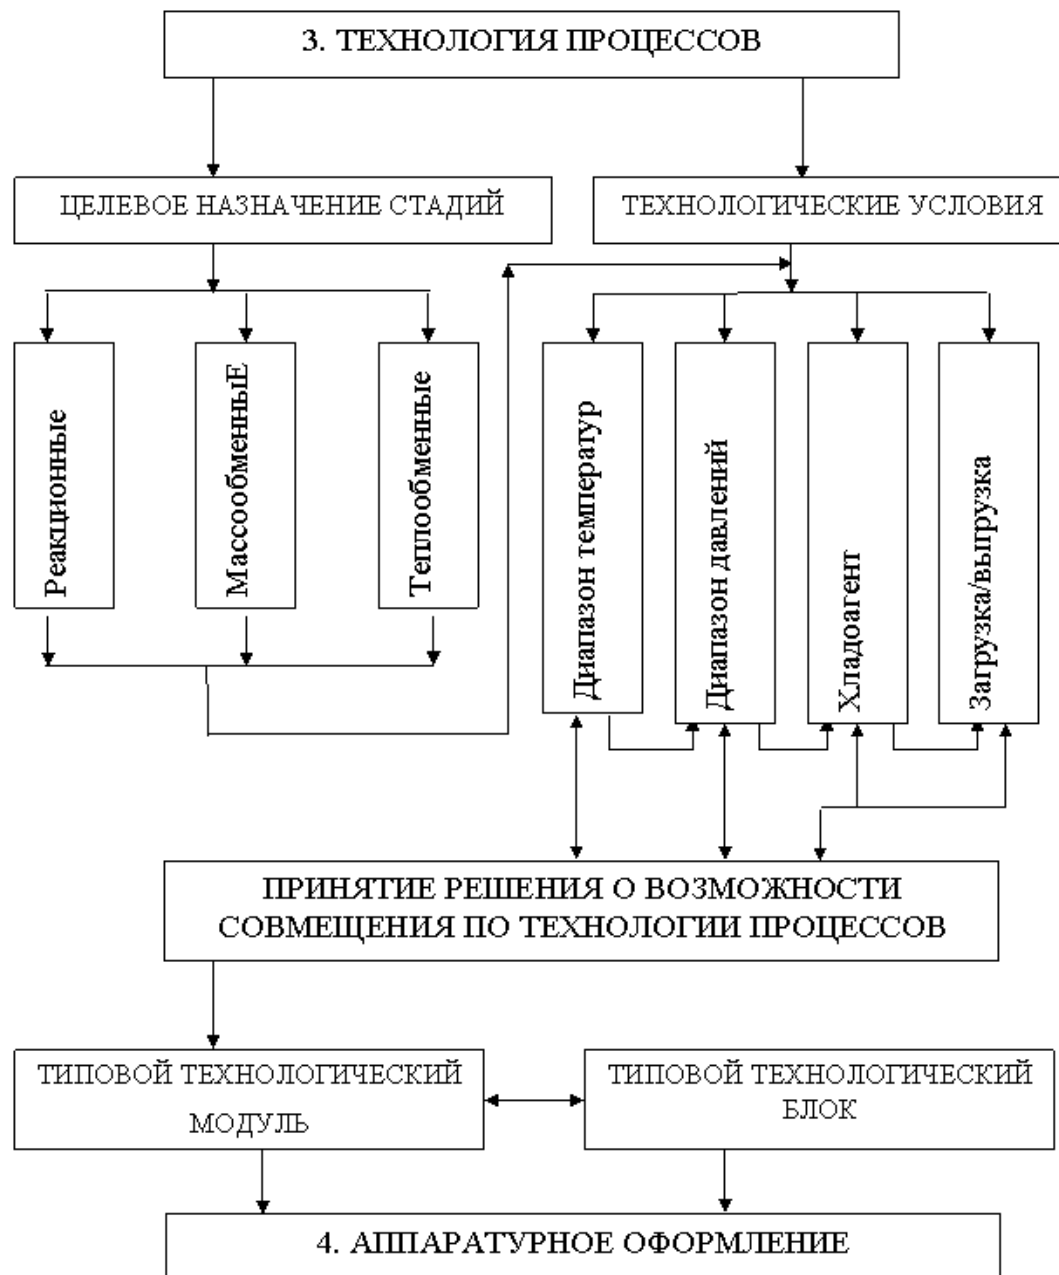 3. ТЕХНОЛОГИЯ ПРОЦЕССОВ
ЦЕЛЕВОЕ НАЗНАЧЕНИЕ СТАДИЙ
ТЕХНОЛОГИЧЕСКИЕ УСЛОВИЯ
Реакционные
МассообменныЕ
Теплообменные
Диапазон температур
Диапазон давлений
Хладоагент
Загрузка/выгрузка
ПРИНЯТИЕ РЕШЕНИЯ О ВОЗМОЖНОСТИ
СОВМЕЩЕНИЯ ПО ТЕХНОЛОГИИ ПРОЦЕССОВ
ТИПОВОЙ ТЕХНОЛОГИЧЕСКИЙ
МОДУЛЬ
ТИПОВОЙ ТЕХНОЛОГИЧЕСКИЙ
БЛОК
4. АППАРАТУРНОЕ ОФОРМЛЕНИЕ